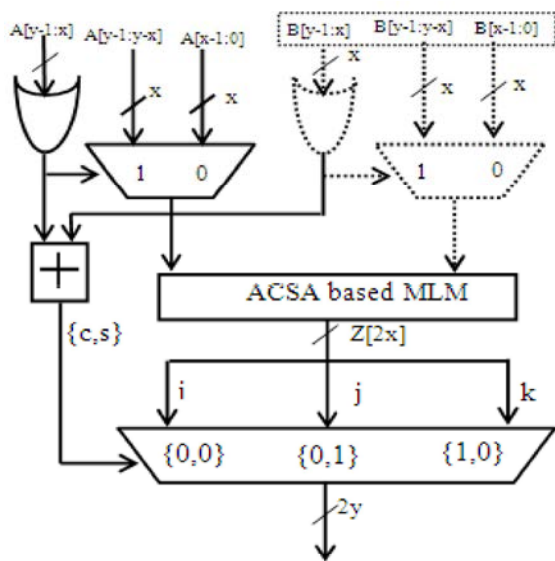 A[y-1:x] A[y-1:y-x] A[x-1:0] B[y-1:x] B[y-1:y-x] B[x-1:0]
x x x x x
1 0 1 0
+
ACSA based MLM
{c,s} Z[2x]
i j k
{0,0} {0,1} {1,0}
2y